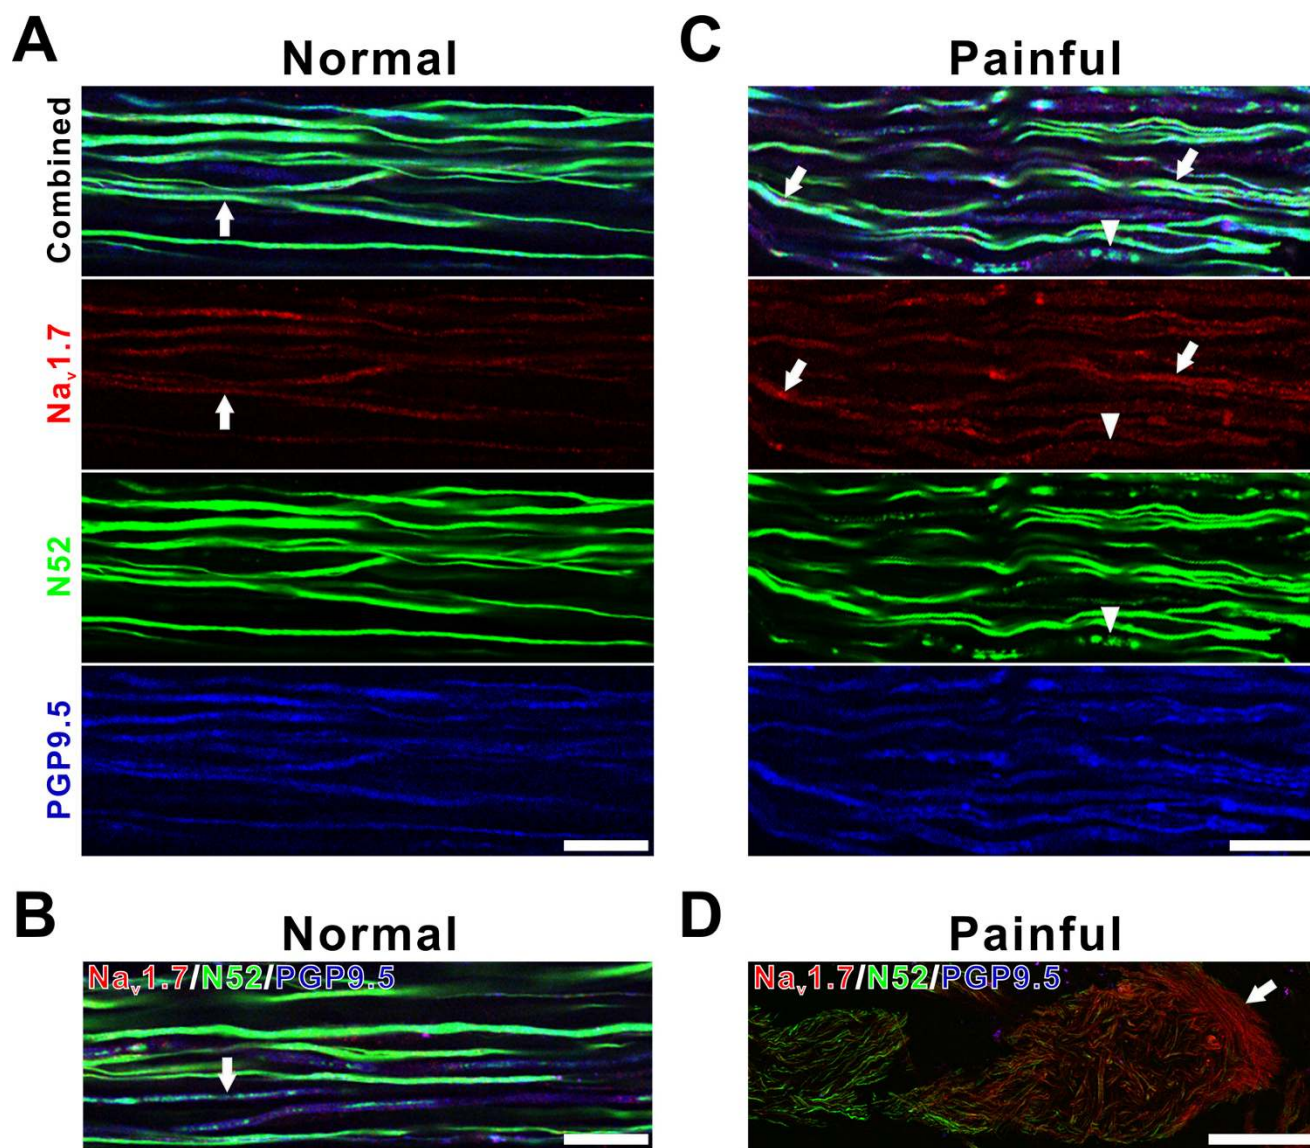 A
Normal
Combined
Naᵥ1.7
N52
PGP9.5
C
Painful
B
Normal
Naᵥ1.7/N52/PGP9.5
D
Painful
Naᵥ1.7/N52/PGP9.5